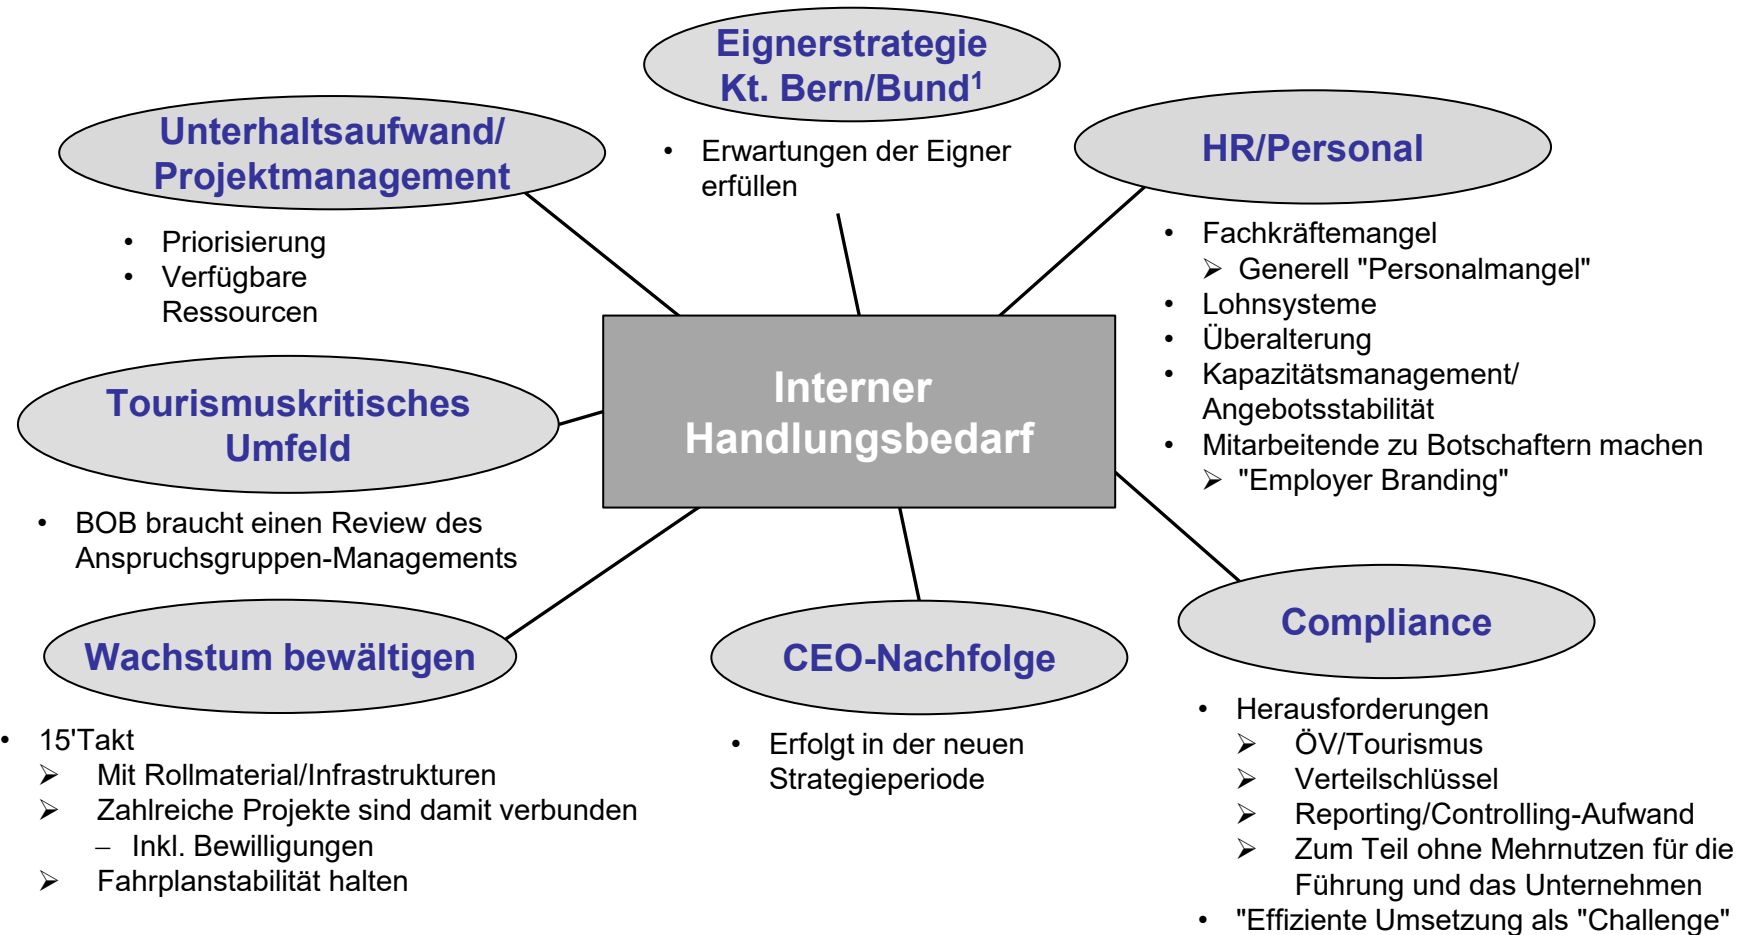 Eignerstrategie
Kt. Bern/Bund¹
• Erwartungen der Eigner
erfüllen
Unterhaltsaufwand/
Projektmanagement
• Priorisierung
• Verfügbare
Ressourcen
HR/Personal
• Fachkräftemangel
➢ Generell "Personalmangel"
• Lohnsysteme
• Überalterung
• Kapazitätsmanagement/
Angebotsstabilität
• Mitarbeitende zu Botschaftern machen
➢ "Employer Branding"
Interner
Handlungsbedarf
Tourismuskritisches
Umfeld
• BOB braucht einen Review des
Anspruchsgruppen-Managements
Wachstum bewältigen
• 15'Takt
➢ Mit Rollmaterial/Infrastrukturen
➢ Zahlreiche Projekte sind damit verbunden
– Inkl. Bewilligungen
➢ Fahrplanstabilität halten
CEO-Nachfolge
• Erfolgt in der neuen
Strategieperiode
Compliance
• Herausforderungen
➢ ÖV/Tourismus
➢ Verteilschlüssel
➢ Reporting/Controlling-Aufwand
➢ Zum Teil ohne Mehrnutzen für die
Führung und das Unternehmen
• "Effiziente Umsetzung als "Challenge"